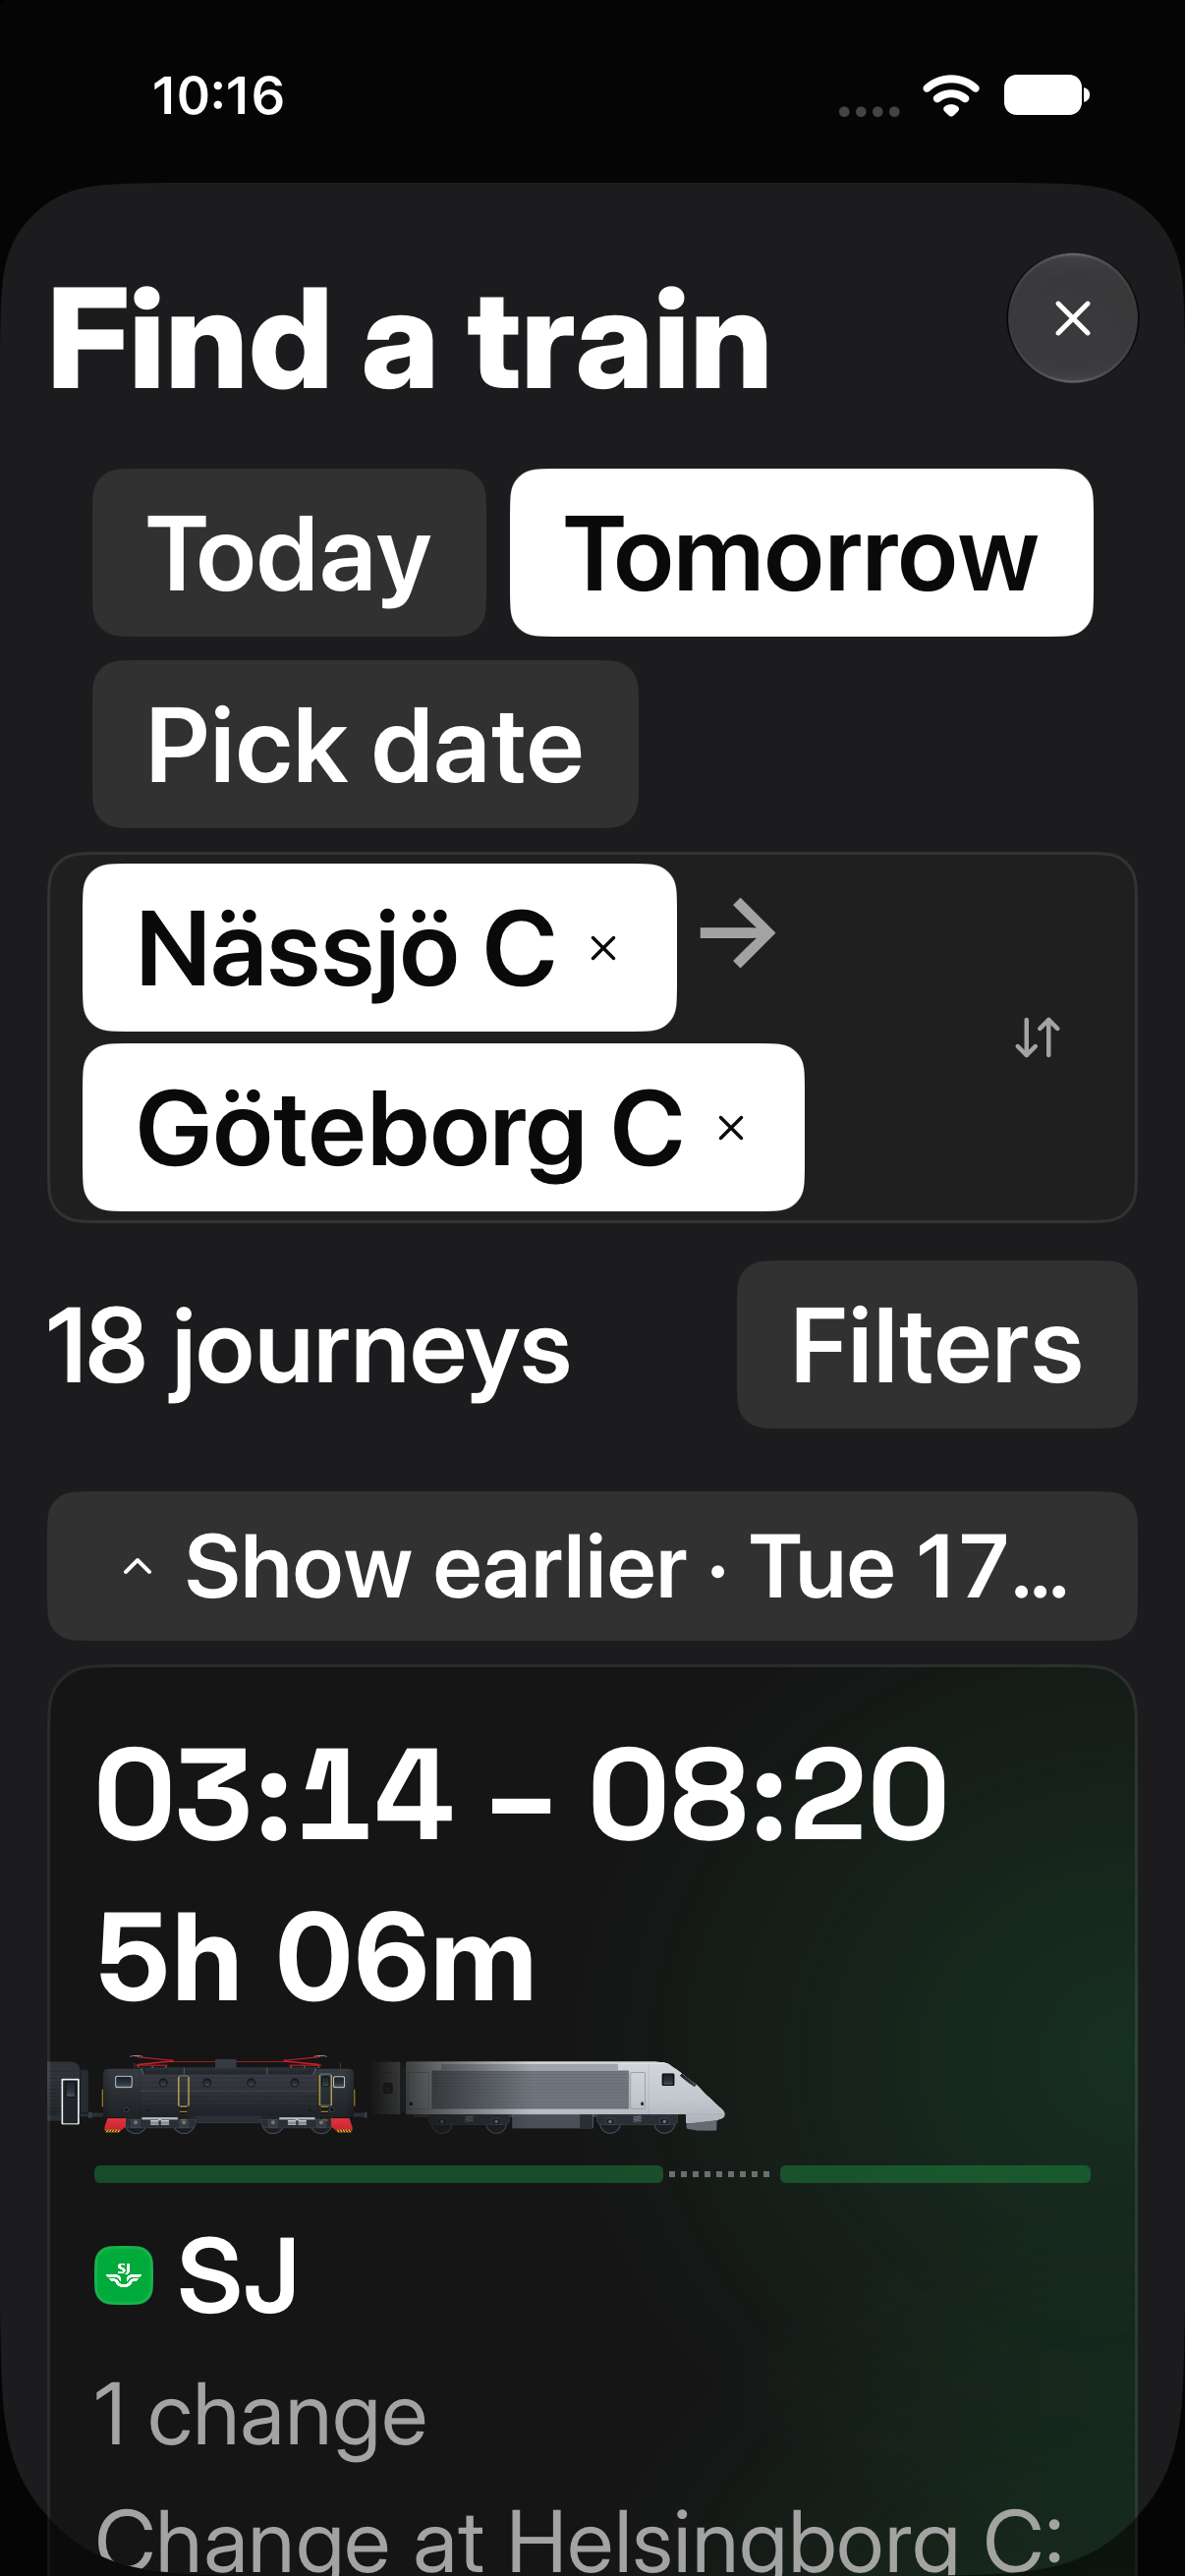 10:16
Find a train
Today
Tomorrow
Pick date
Nässjö C ×
→
Göteborg C ×
18 journeys
Filters
Show earlier · Tue 17…
03:14 – 08:20
5h 06m
SJ
SJ
1 change
Change at Helsingborg C: